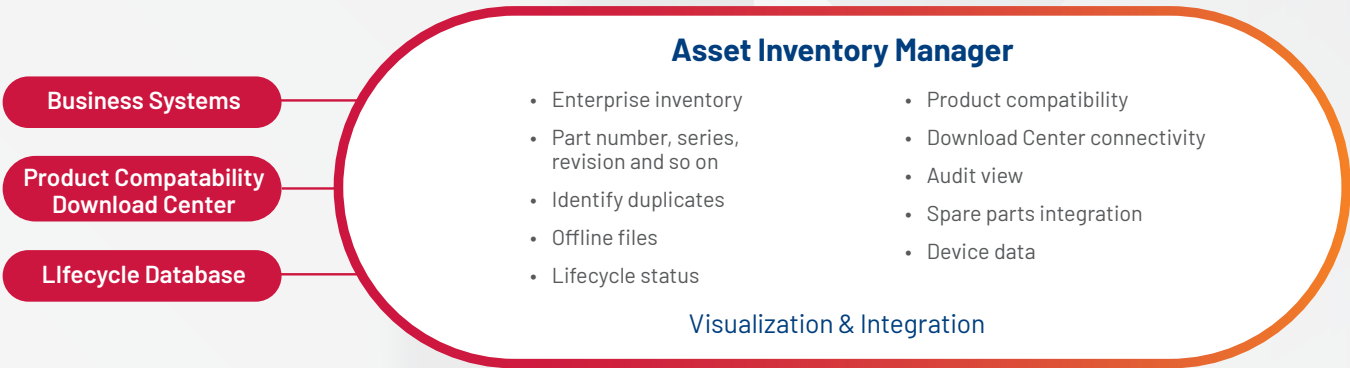 Business Systems
Product Compatability
Download Center
LIfecycle Database
Asset Inventory Manager
• Enterprise inventory
• Part number, series,
revision and so on
• Identify duplicates
• Offline files
• Lifecycle status
• Product compatibility
• Download Center connectivity
• Audit view
• Spare parts integration
• Device data
Visualization & Integration